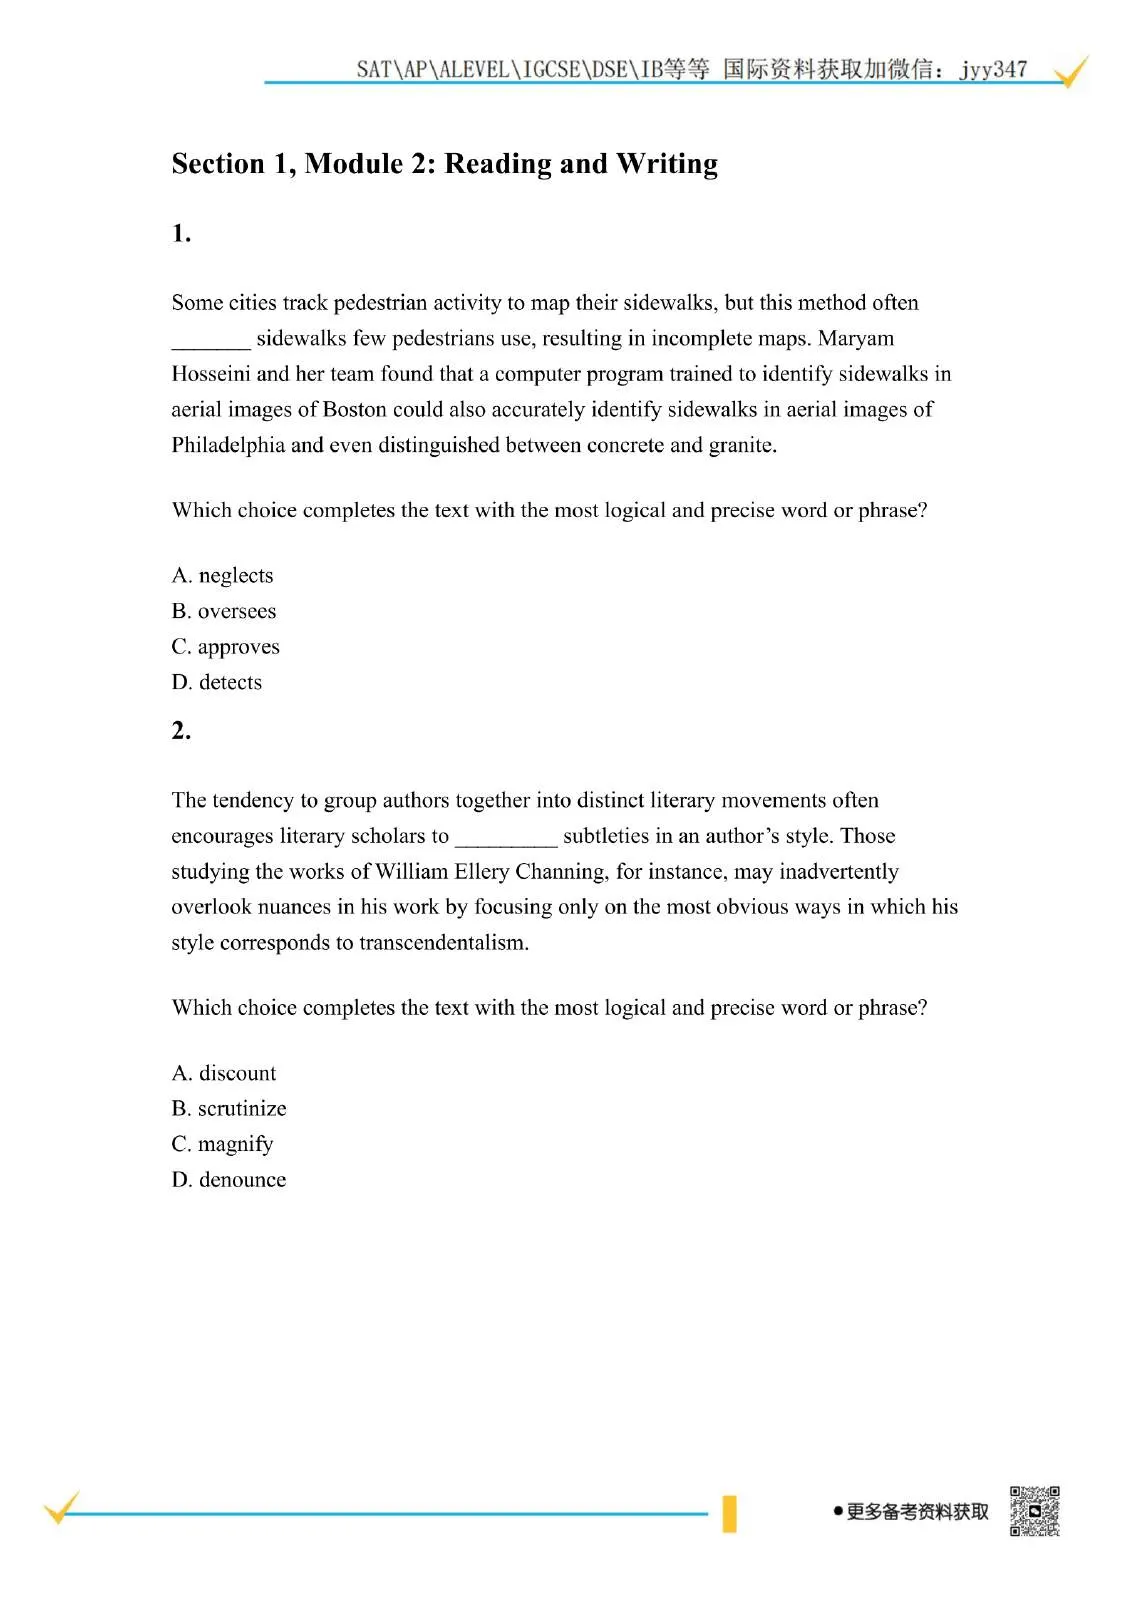 SAT\AP\ALEVEL\IGCSE\DSE\IB等等 国际资料获取加微信：jyy347
Section 1, Module 2: Reading and Writing
1.
Some cities track pedestrian activity to map their sidewalks, but this method often
_______ sidewalks few pedestrians use, resulting in incomplete maps. Maryam
Hosseini and her team found that a computer program trained to identify sidewalks in
aerial images of Boston could also accurately identify sidewalks in aerial images of
Philadelphia and even distinguished between concrete and granite.
Which choice completes the text with the most logical and precise word or phrase?
A. neglects
B. oversees
C. approves
D. detects
2.
The tendency to group authors together into distinct literary movements often
encourages literary scholars to _________ subtleties in an author’s style. Those
studying the works of William Ellery Channing, for instance, may inadvertently
overlook nuances in his work by focusing only on the most obvious ways in which his
style corresponds to transcendentalism.
Which choice completes the text with the most logical and precise word or phrase?
A. discount
B. scrutinize
C. magnify
D. denounce
●更多备考资料获取